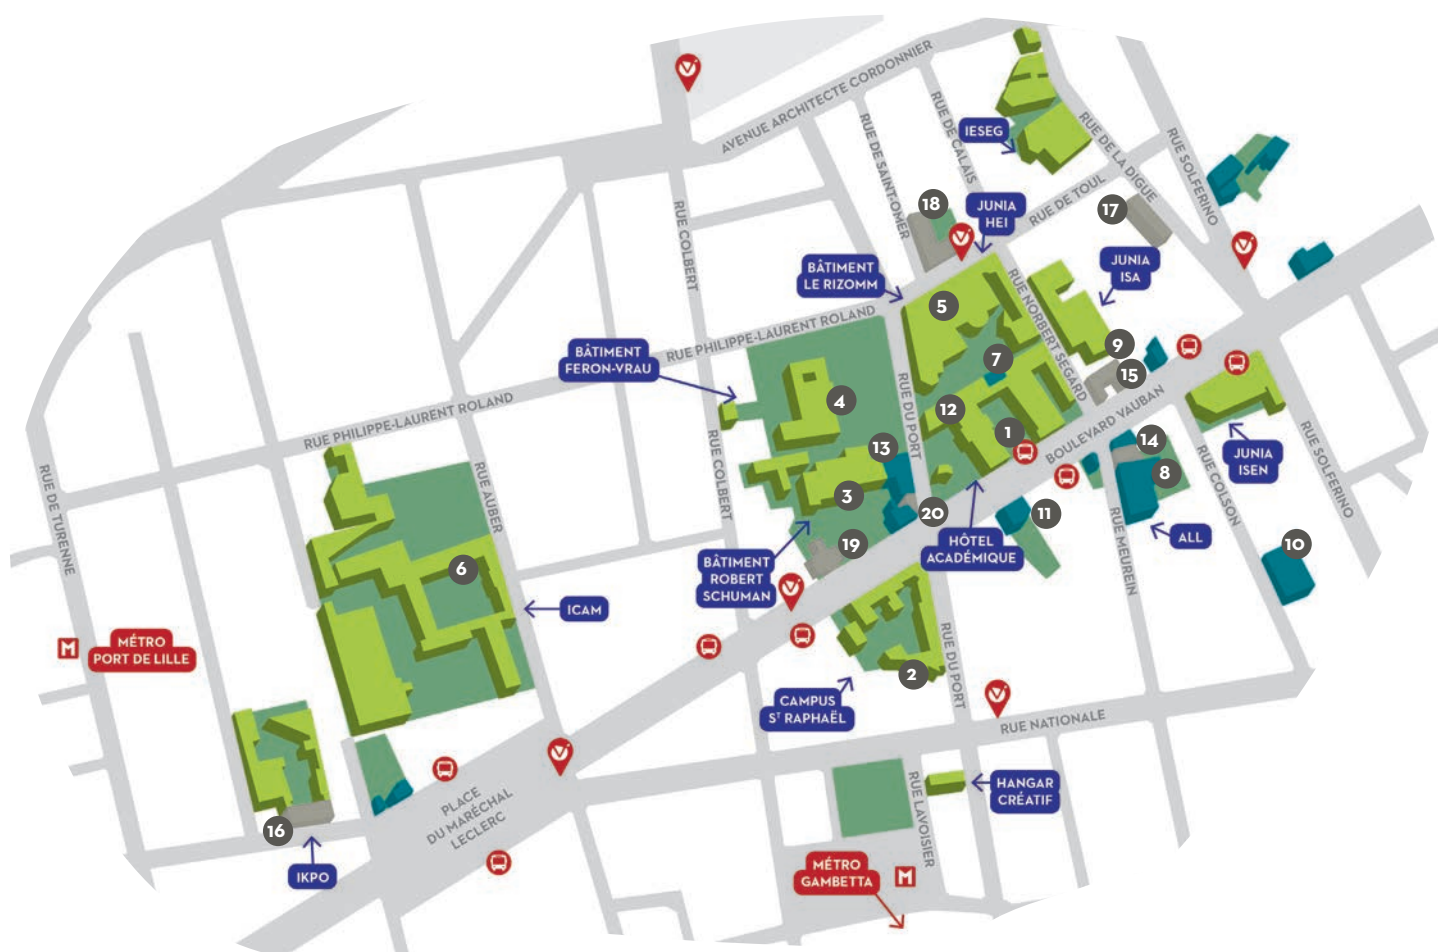 AVENUE ARCHITECTE CORDONNIER
RUE DE SAINT-OMER
RUE DE CALAIS
IESEG
RUE DE LA DIGUE
RUE SOLFERINO
RUE DE TOUL
17
18
JUNIA
HEI
RUE COLBERT
BÂTIMENT
LE RIZOMM
JUNIA
ISA
5
RUE NORBERT SEGARD
RUE PHILIPPE-LAURENT ROLAND
BÂTIMENT
FERON-VRAU
7
9
15
4
12
RUE DU PORT
1
BOULEVARD VAUBAN
RUE PHILIPPE-LAURENT ROLAND
13
14
8
JUNIA
ISEN
RUE SOLFERINO
RUE COLBERT
RUE AUBER
RUE DE TURENNE
3
20
11
RUE COLSON
ALL
10
19
HÔTEL
ACADÉMIQUE
BÂTIMENT
ROBERT
SCHUMAN
RUE MEUREIN
6
ICAM
M
MÉTRO
PORT DE LILLE
2
RUE DU PORT
CAMPUS
ST RAPHAËL
RUE NATIONALE
HANGAR
CRÉATIF
RUE LAVOISIER
PLACE
DU MARÉCHAL
LECLERC
16
IKPO
MÉTRO
GAMBETTA
M